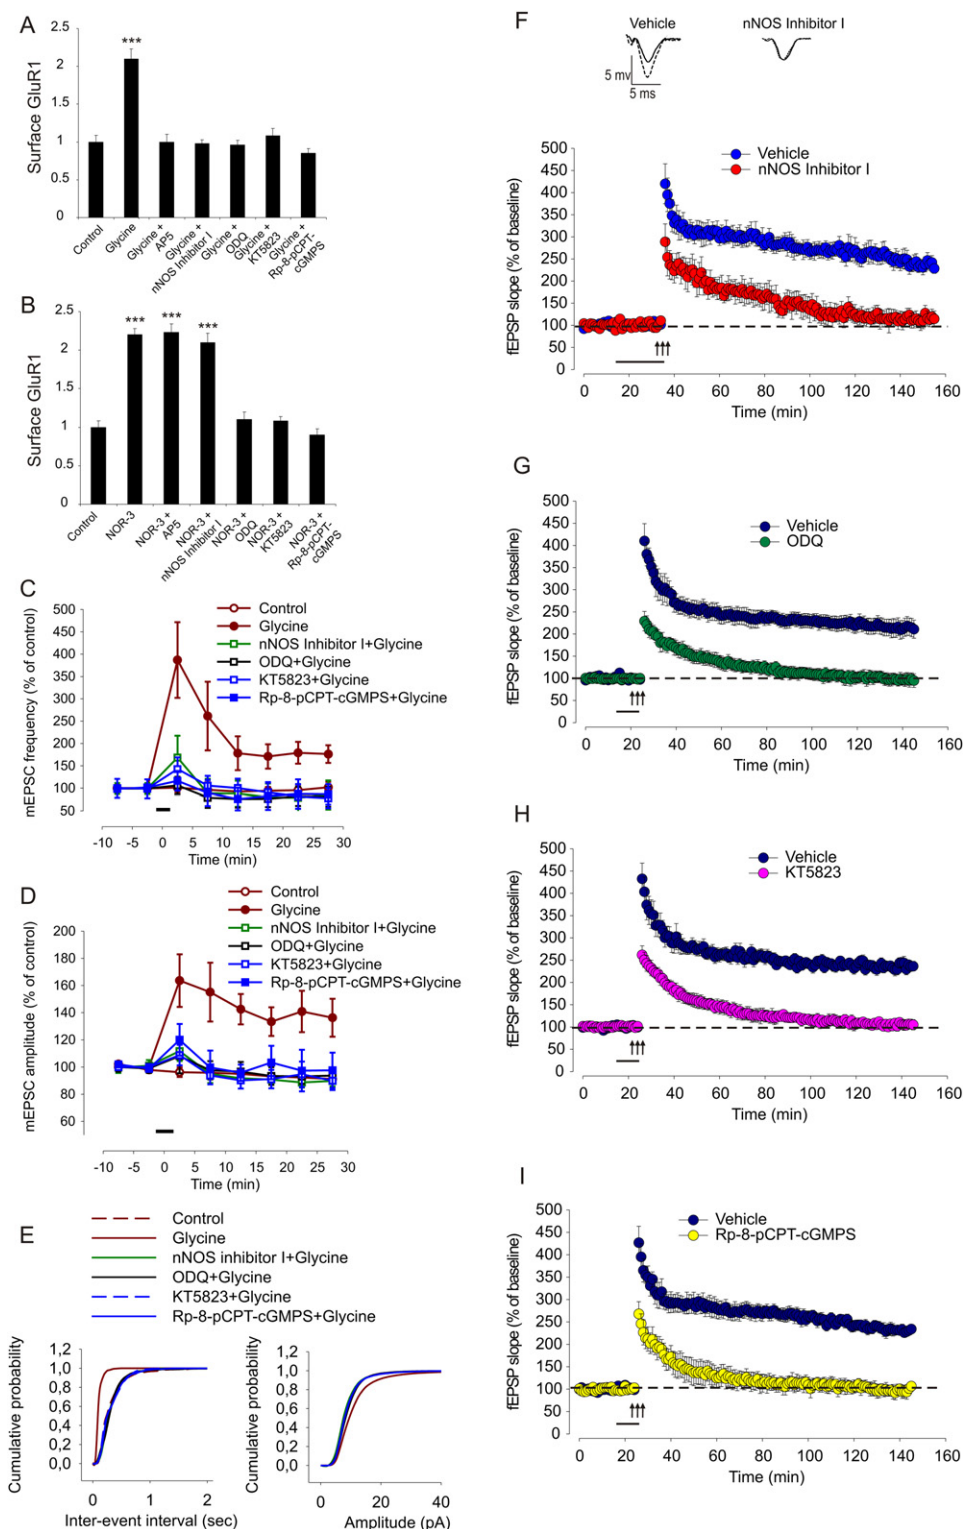 A
Surface GluR1
2.5
2
1.5
1
0.5
0
***
Control
Glycine
Glycine +
AP5
Glycine +
nNOS Inhibitor I
Glycine +
ODQ
Glycine +
KT5823
Glycine +
Rp-8-pCPT-
cGMPS
B
Surface GluR1
2.5
2
1.5
1
0.5
0
***
***
***
Control
NOR-3
NOR-3 +
AP5
NOR-3 +
nNOS Inhibitor I
NOR-3 +
ODQ
NOR-3 +
KT5823
NOR-3 +
Rp-8-pCPT-
cGMPS
C
mEPSC frequency (% of control)
500
450
400
350
300
250
200
150
100
50
Control
Glycine
nNOS Inhibitor I+Glycine
ODQ+Glycine
KT5823+Glycine
Rp-8-pCPT-cGMPS+Glycine
-10 -5 0 5 10 15 20 25 30
Time (min)
D
mEPSC amplitude (% of control)
200
180
160
140
120
100
80
60
Control
Glycine
nNOS Inhibitor I+Glycine
ODQ+Glycine
KT5823+Glycine
Rp-8-pCPT-cGMPS+Glycine
-10 -5 0 5 10 15 20 25 30
Time (min)
E
Control
Glycine
nNOS inhibitor I+Glycine
ODQ+Glycine
KT5823+Glycine
Rp-8-pCPT-cGMPS+Glycine
Cumulative probability
1,2
1,0
0,8
0,6
0,4
0,2
0,0
0 1 2
Inter-event interval (sec)
Cumulative probability
1,2
1,0
0,8
0,6
0,4
0,2
0,0
0 20 40
Amplitude (pA)
F
Vehicle
nNOS Inhibitor I
5 mv
5 ms
fEPSP slope (% of baseline)
500
450
400
350
300
250
200
150
100
50
0
Vehicle
nNOS Inhibitor I
0 20 40 60 80 100 120 140 160
Time (min)
G
fEPSP slope (% of baseline)
500
450
400
350
300
250
200
150
100
50
0
Vehicle
ODQ
0 20 40 60 80 100 120 140 160
Time (min)
H
fEPSP slope (% of baseline)
500
450
400
350
300
250
200
150
100
50
0
Vehicle
KT5823
0 20 40 60 80 100 120 140 160
Time (min)
I
fEPSP slope (% of baseline)
500
450
400
350
300
250
200
150
100
50
0
Vehicle
Rp-8-pCPT-cGMPS
0 20 40 60 80 100 120 140 160
Time (min)